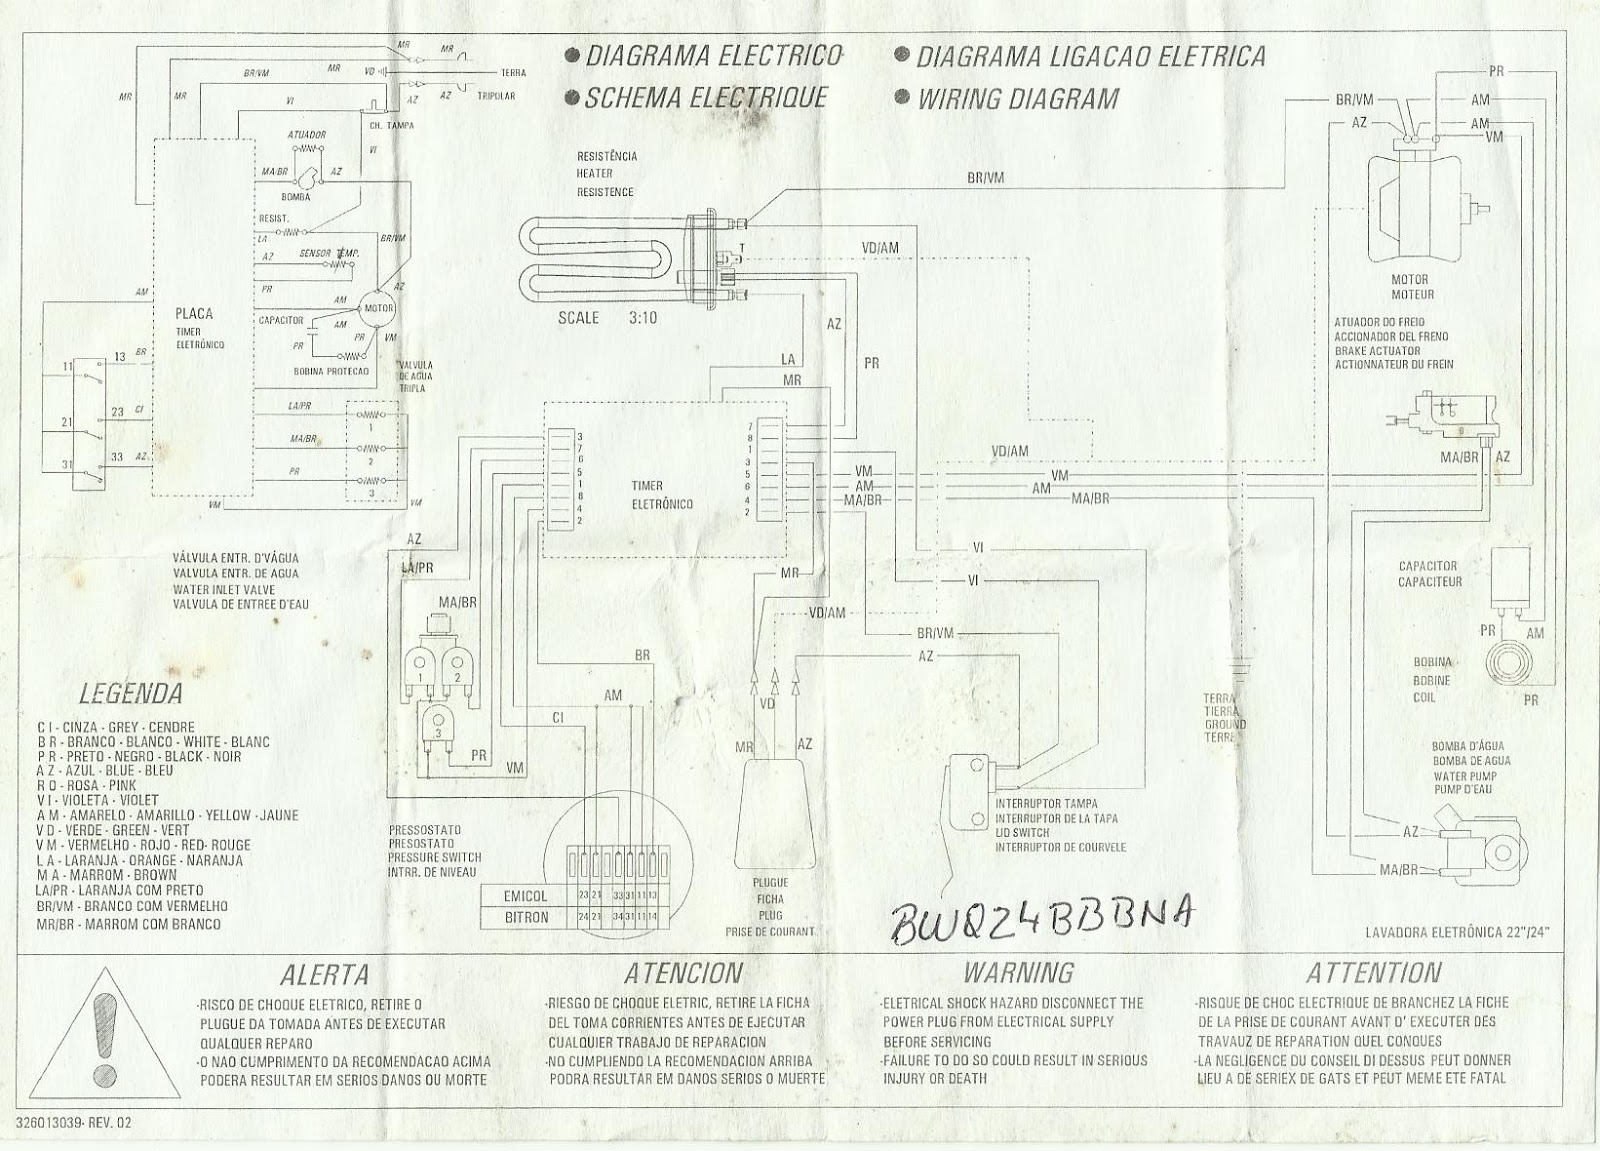 DIAGRAMA ELECTRICO
DIAGRAMA LIGACAO ELETRICA
SCHEMA ELECTRIQUE
WIRING DIAGRAM
MR
MR
VD
TERRA
AZ
AZ
TRIPOLAR
MR
MR
BR/VM
MR
VI
CH. TAMPA
VI
ATUADOR
MA/BR
AZ
BOMBA
RESIST.
LA
BR/VM
AZ
SENSOR TEMP.
PR
AZ
AM
AM
MOTOR
CAPACITOR
AM
PR
PR
VM
BOBINA PROTECAO
PLACA
TIMER
ELETRÔNICO
VALVULA
DE AGUA
TRIPLA
11
13
BR
21
23
CI
31
33
AZ
LA/PR
1
MA/BR
2
PR
3
VM
VM
RESISTÊNCIA
HEATER
RESISTENCE
BR/VM
T
VD/AM
SCALE 3:10
AZ
PR
LA
MR
BR/VM
AZ
PR
AM
AM
VM
MOTOR
MOTEUR
ATUADOR DO FREIO
ACCIONADOR DEL FRENO
BRAKE ACTUATOR
ACTIONNATEUR DU FREIN
MA/BR
AZ
3
7
6
5
1
8
4
2
TIMER
ELETRÔNICO
7
8
1
3
5
6
4
2
VM
AM
MA/BR
VD/AM
VM
AM
MA/BR
VÁLVULA ENTR. D'VÁGUA
VALVULA ENTR. DE AGUA
WATER INLET VALVE
VALVULA DE ENTREE D'EAU
AZ
LA/PR
MA/BR
1
2
3
PR
VM
BR
AM
CI
MR
VD/AM
VI
VI
BR/VM
AZ
VD
MR
AZ
CAPACITOR
CAPACITEUR
PR
AM
BOBINA
BOBINE
COIL
PR
TERRA
TIERRA
GROUND
TERRE
BOMBA D'ÁGUA
BOMBA DE AGUA
WATER PUMP
PUMP D'EAU
AZ
MA/BR
LEGENDA
CI - CINZA - GREY - CENDRE
BR - BRANCO - BLANCO - WHITE - BLANC
PR - PRETO - NEGRO - BLACK - NOIR
AZ - AZUL - BLUE - BLEU
RO - ROSA - PINK
VI - VIOLETA - VIOLET
AM - AMARELO - AMARILLO - YELLOW - JAUNE
VD - VERDE - GREEN - VERT
VM - VERMELHO - ROJO - RED - ROUGE
LA - LARANJA - ORANGE - NARANJA
MA - MARROM - BROWN
LA/PR - LARANJA COM PRETO
BR/VM - BRANCO COM VERMELHO
MR/BR - MARROM COM BRANCO
PRESSOSTATO
PRESOSTATO
PRESSURE SWITCH
INTRR. DE NIVEAU
EMICOL
23 21 33 31 11 13
BITRON
24 21 34 31 11 14
PLUGUE
FICHA
PLUG
PRISE DE COURANT
INTERRUPTOR TAMPA
INTERRUPTOR DE LA TAPA
LID SWITCH
INTERRUPTOR DE COURVELE
BWQ24BBBNA
LAVADORA ELETRÔNICA 22"/24"
ALERTA
-RISCO DE CHOQUE ELETRICO, RETIRE O
PLUGUE DA TOMADA ANTES DE EXECUTAR
QUALQUER REPARO
-O NAO CUMPRIMENTO DA RECOMENDACAO ACIMA
PODERA RESULTAR EM SERIOS DANOS OU MORTE
ATENCION
-RIESGO DE CHOQUE ELETRIC, RETIRE LA FICHA
DEL TOMA CORRIENTES ANTES DE EJECUTAR
CUALQUIER TRABAJO DE REPARACION
-NO CUMPLIENDO LA RECOMENDACION ARRIBA
PODRA RESULTAR EM DANOS SERIOS O MUERTE
WARNING
-ELETRICAL SHOCK HAZARD DISCONNECT THE
POWER PLUG FROM ELECTRICAL SUPPLY
BEFORE SERVICING
-FAILURE TO DO SO COULD RESULT IN SERIOUS
INJURY OR DEATH
ATTENTION
-RISQUE DE CHOC ELECTRIQUE DE BRANCHEZ LA FICHE
DE LA PRISE DE COURANT AVANT D' EXECUTER DES
TRAVAUZ DE REPARATION QUEL CONQUES
-LA NEGLIGENCE DU CONSEIL DI DESSUS PEUT DONNER
LIEU A DE SERIEX DE GATS ET PEUT MEME ETE FATAL
326013039- REV. 02